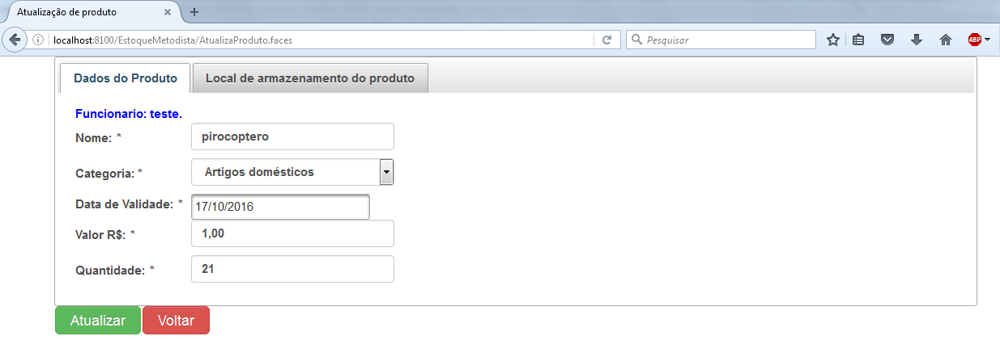 Atualização de produto
localhost:8100/EstoqueMetodista/AtualizaProduto.faces
Pesquisar
ABP
Dados do Produto
Local de armazenamento do produto
Funcionario: teste.
Nome: * pirocoptero
Categoria: * Artigos domésticos
Data de Validade: * 17/10/2016
Valor R$: * 1,00
Quantidade: * 21
Atualizar Voltar